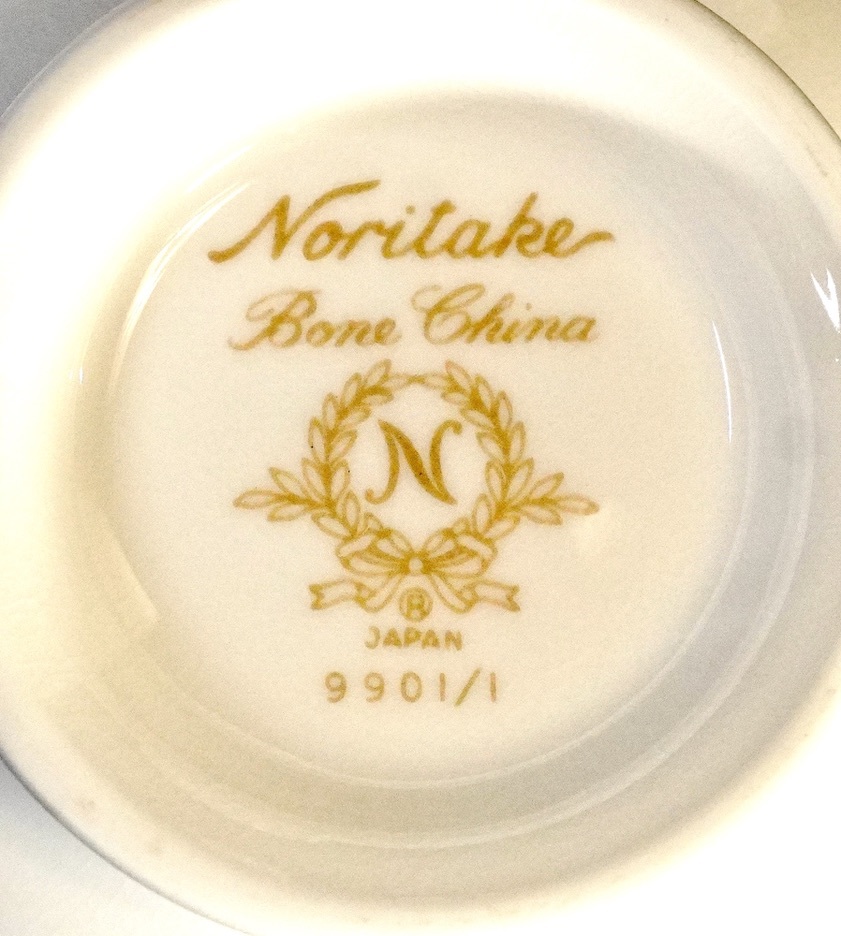 Noritake
Bone China
N
®
JAPAN
9901/1